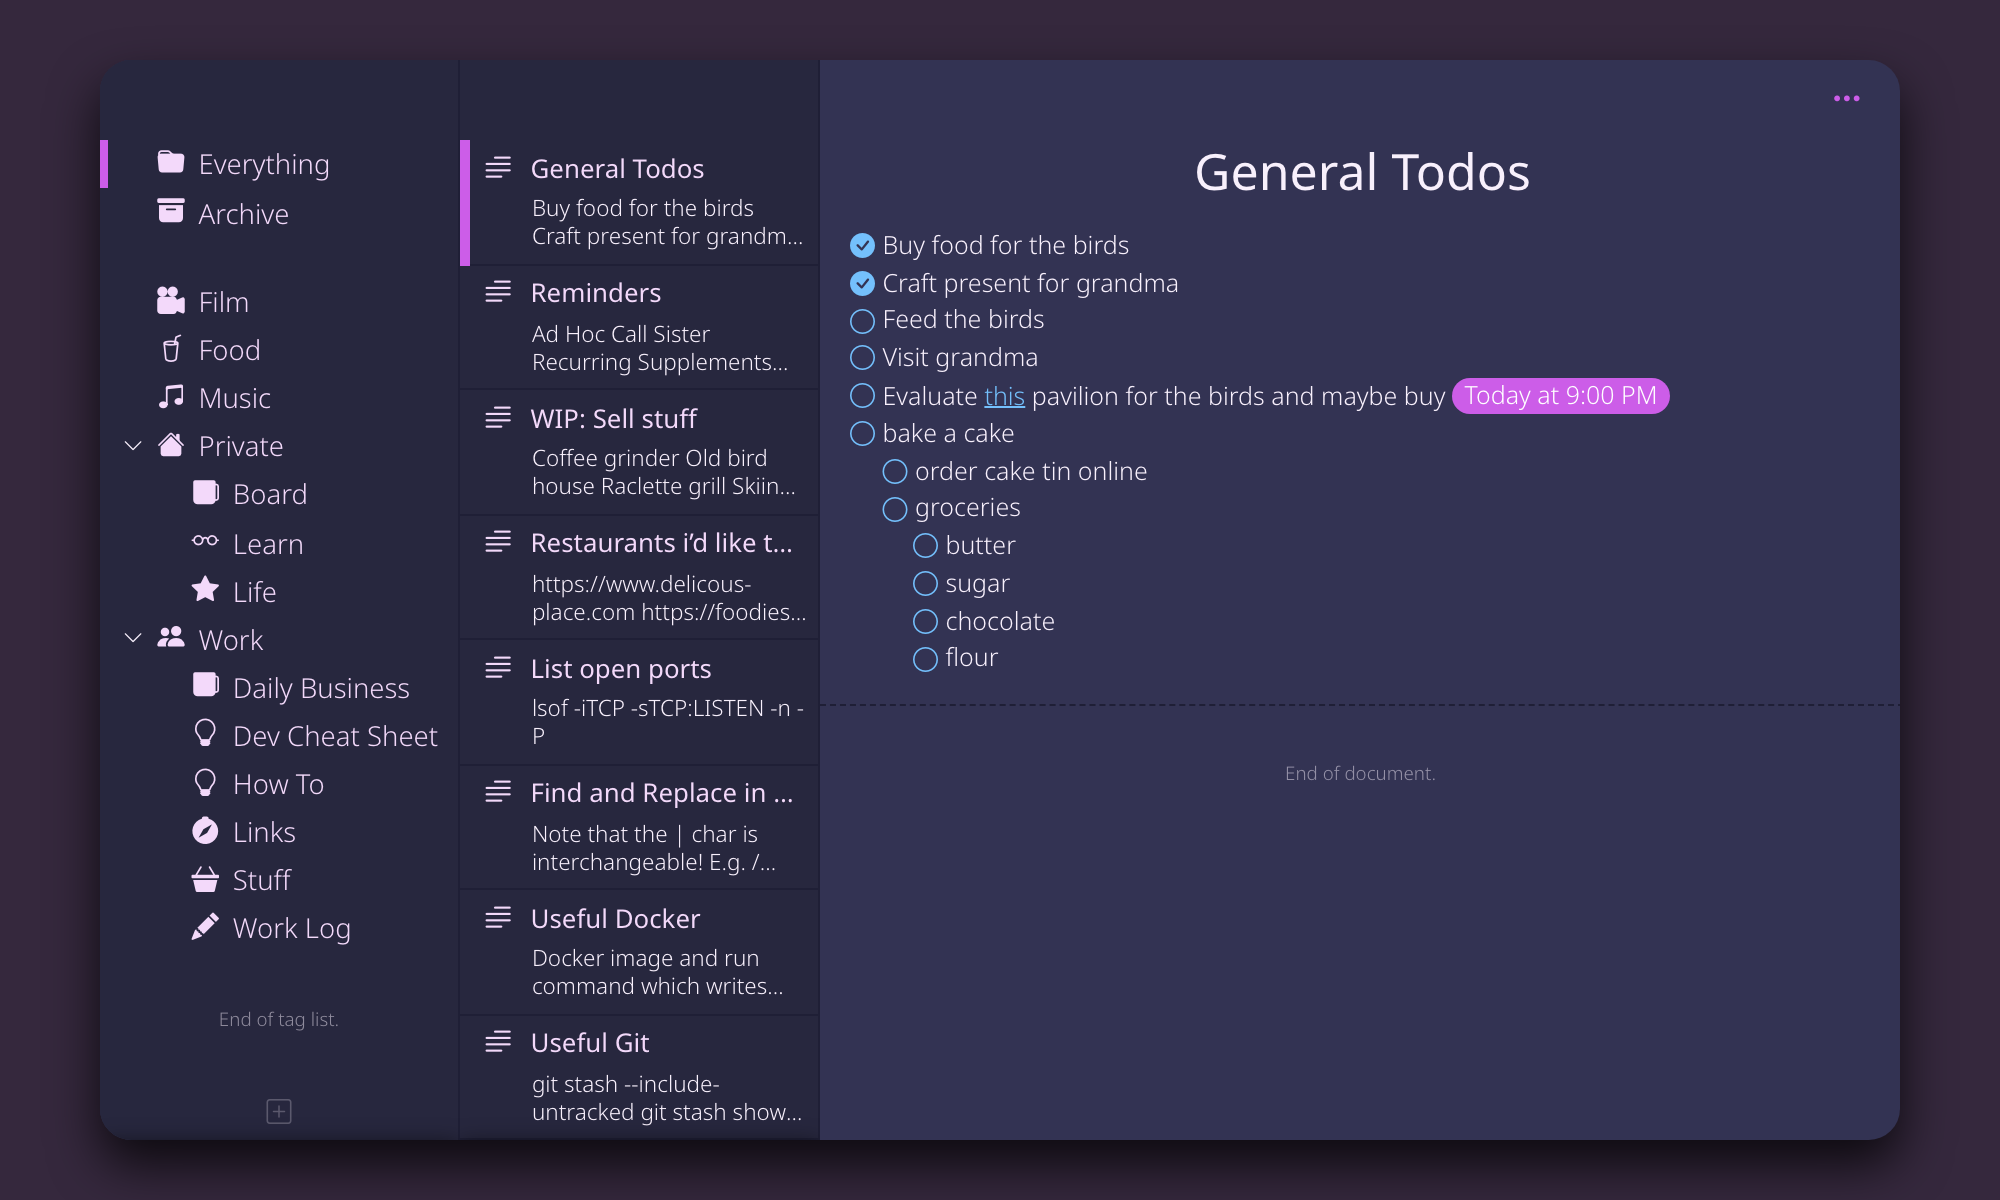 Everything
Archive
Film
Food
Music
Private
Board
Learn
Life
Work
Daily Business
Dev Cheat Sheet
How To
Links
Stuff
Work Log
End of tag list.
General Todos
Buy food for the birds
Craft present for grandm...
Reminders
Ad Hoc Call Sister
Recurring Supplements...
WIP: Sell stuff
Coffee grinder Old bird
house Raclette grill Skiin...
Restaurants i’d like t...
https://www.delicous-
place.com https://foodies...
List open ports
lsof -iTCP -sTCP:LISTEN -n -
P
Find and Replace in ...
Note that the | char is
interchangeable! E.g. /...
Useful Docker
Docker image and run
command which writes...
Useful Git
git stash --include-
untracked git stash show...
General Todos
Buy food for the birds
Craft present for grandma
Feed the birds
Visit grandma
Evaluate this pavilion for the birds and maybe buy Today at 9:00 PM
bake a cake
order cake tin online
groceries
butter
sugar
chocolate
flour
End of document.